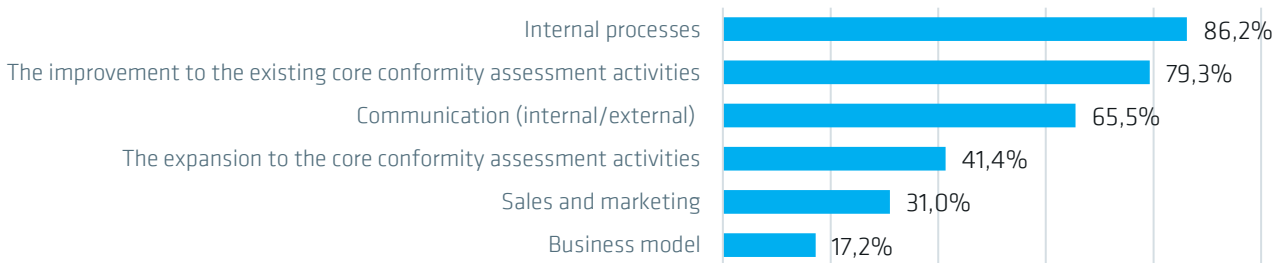 Internal processes 86,2%
The improvement to the existing core conformity assessment activities 79,3%
Communication (internal/external) 65,5%
The expansion to the core conformity assessment activities 41,4%
Sales and marketing 31,0%
Business model 17,2%